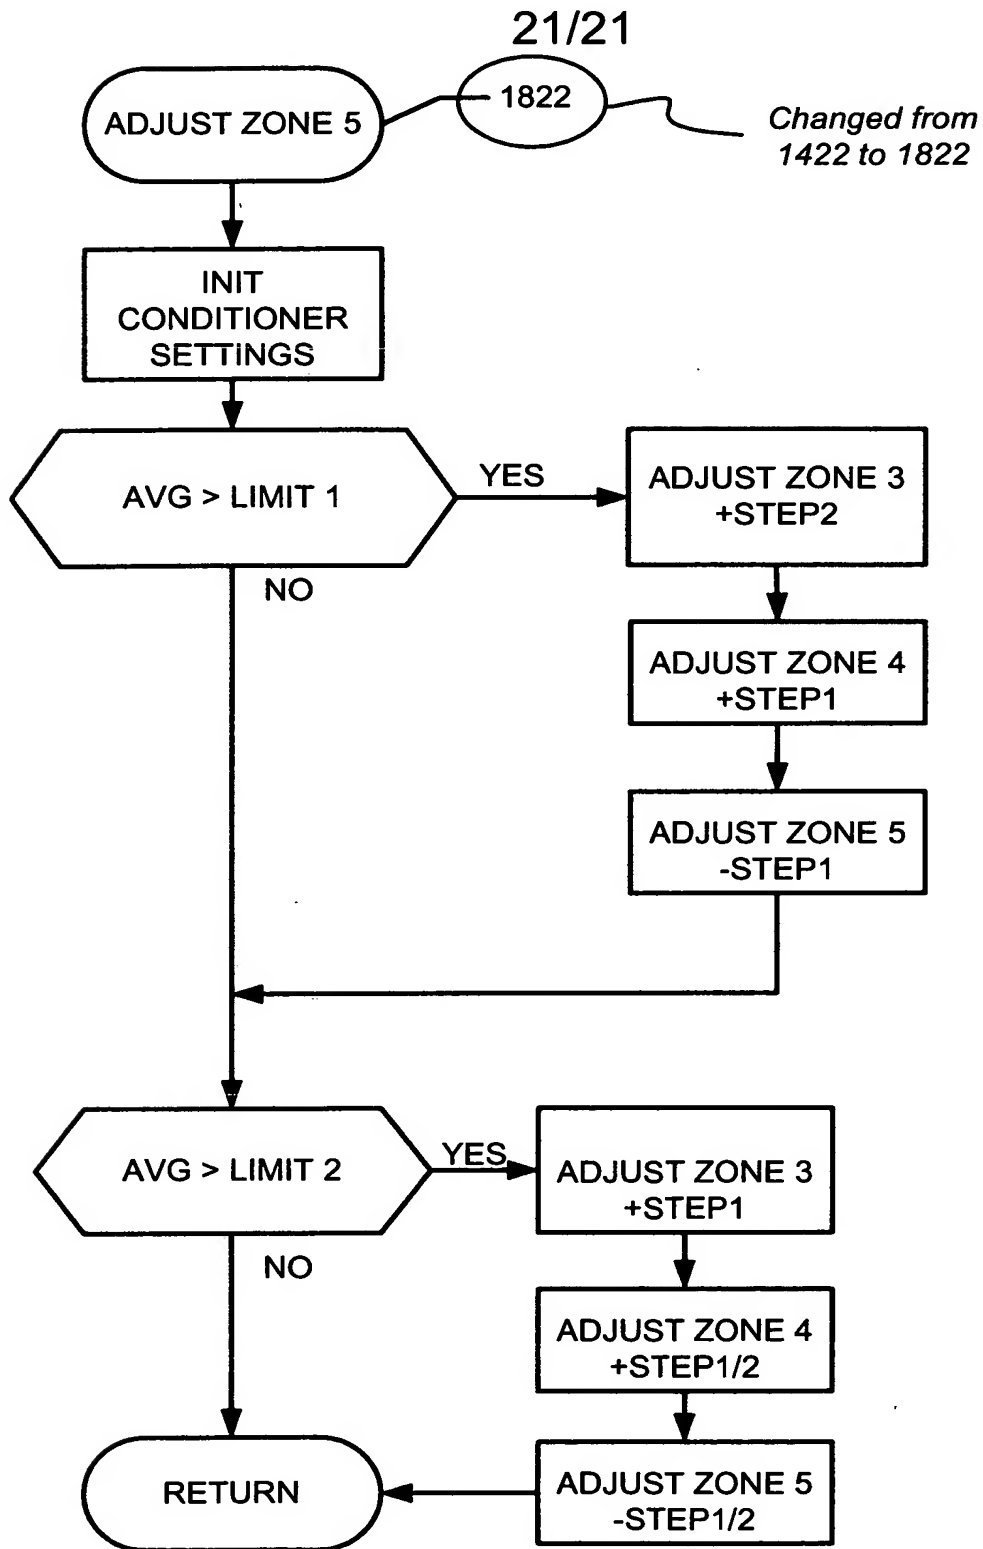 21/21
ADJUST ZONE 5
1822
Changed from
1422 to 1822
INIT
CONDITIONER
SETTINGS
AVG > LIMIT 1
YES
ADJUST ZONE 3
+STEP2
NO
ADJUST ZONE 4
+STEP1
ADJUST ZONE 5
-STEP1
AVG > LIMIT 2
YES
ADJUST ZONE 3
+STEP1
NO
ADJUST ZONE 4
+STEP1/2
RETURN
ADJUST ZONE 5
-STEP1/2